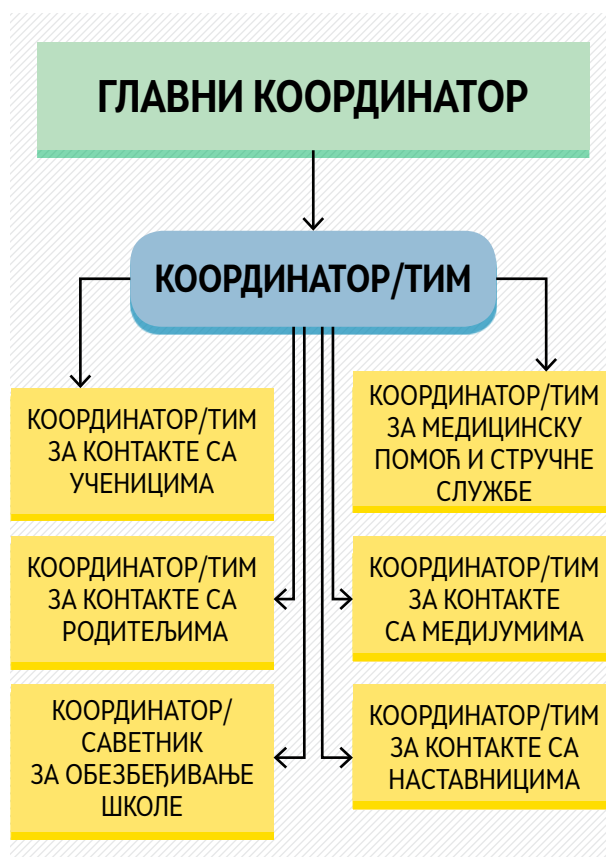 ГЛАВНИ КООРДИНАТОР
КООРДИНАТОР/ТИМ
КООРДИНАТОР/ТИМ
ЗА КОНТАКТЕ СА
УЧЕНИЦИМА
КООРДИНАТОР/ТИМ
ЗА МЕДИЦИНСКУ
ПОМОЋ И СТРУЧНЕ
СЛУЖБЕ
КООРДИНАТОР/ТИМ
ЗА КОНТАКТЕ СА
РОДИТЕЉИМА
КООРДИНАТОР/ТИМ
ЗА КОНТАКТЕ
СА МЕДИЈУМИМА
КООРДИНАТОР/
САВЕТНИК
ЗА ОБЕЗБЕЂИВАЊЕ
ШКОЛЕ
КООРДИНАТОР/ТИМ
ЗА КОНТАКТЕ СА
НАСТАВНИЦИМА